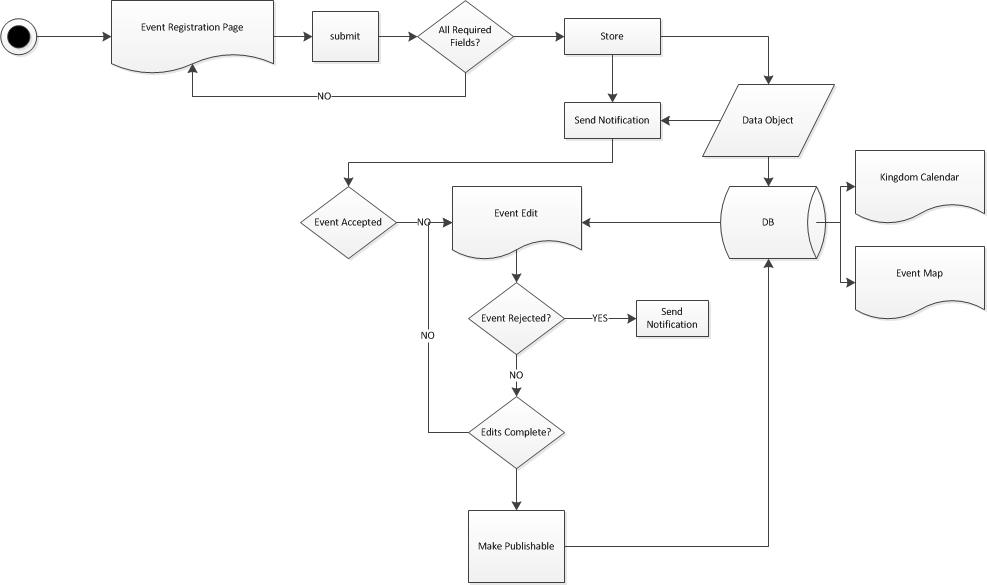 Event Registration Page
submit
All Required
Fields?
Store
NO
Send Notification
Data Object
Kingdom Calendar
Event Accepted
NO
Event Edit
DB
Event Map
Event Rejected?
YES
Send
Notification
NO
NO
Edits Complete?
Make Publishable